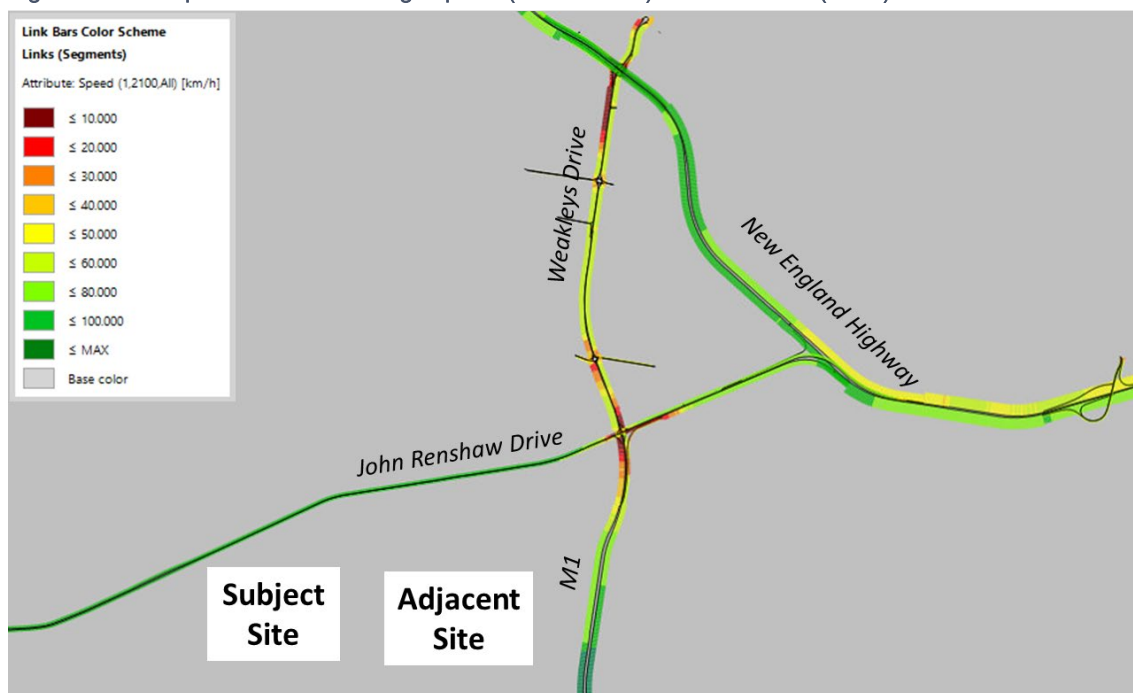 Link Bars Color Scheme
Links (Segments)
Attribute: Speed (1,2100,All) [km/h]
≤ 10.000
≤ 20.000
≤ 30.000
≤ 40.000
≤ 50.000
≤ 60.000
≤ 80.000
≤ 100.000
≤ MAX
Base color
Weakleys Drive
New England Highway
John Renshaw Drive
M1
Subject
Site
Adjacent
Site